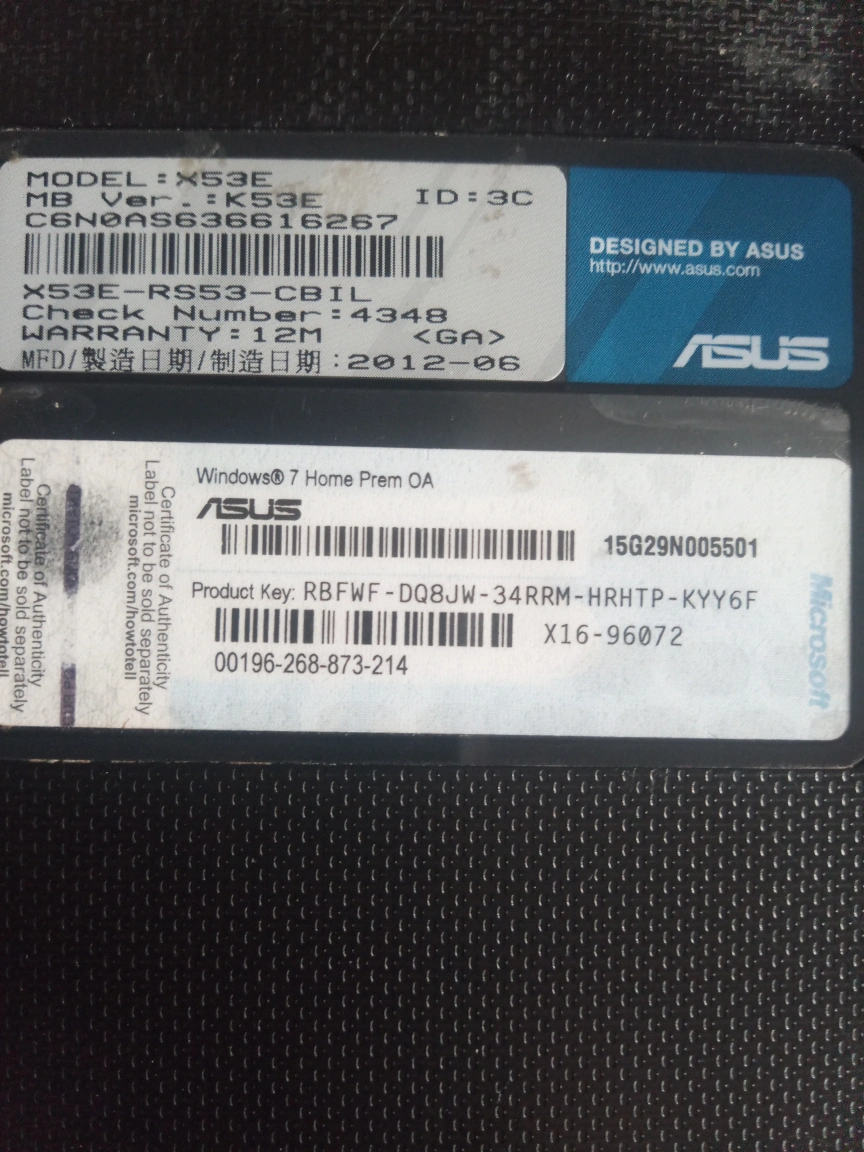 MODEL:X53E
MB Ver.:K53E ID:3C
C6N0AS636616267
X53E-RS53-CBIL
Check Number:4348
WARRANTY:12M <GA>
MFD/製造日期/制造日期:2012-06
DESIGNED BY ASUS
http://www.asus.com
ASUS
Certificate of Authenticity
Label not to be sold separately
microsoft.com/howtotell
Certificate of Authenticity
Label not to be sold separately
microsoft.com/howtotell
Windows® 7 Home Prem OA
ASUS
15G29N005501
Product Key: RBFWF-DQ8JW-34RRM-HRHTP-KYY6F
X16-96072
00196-268-873-214
Microsoft